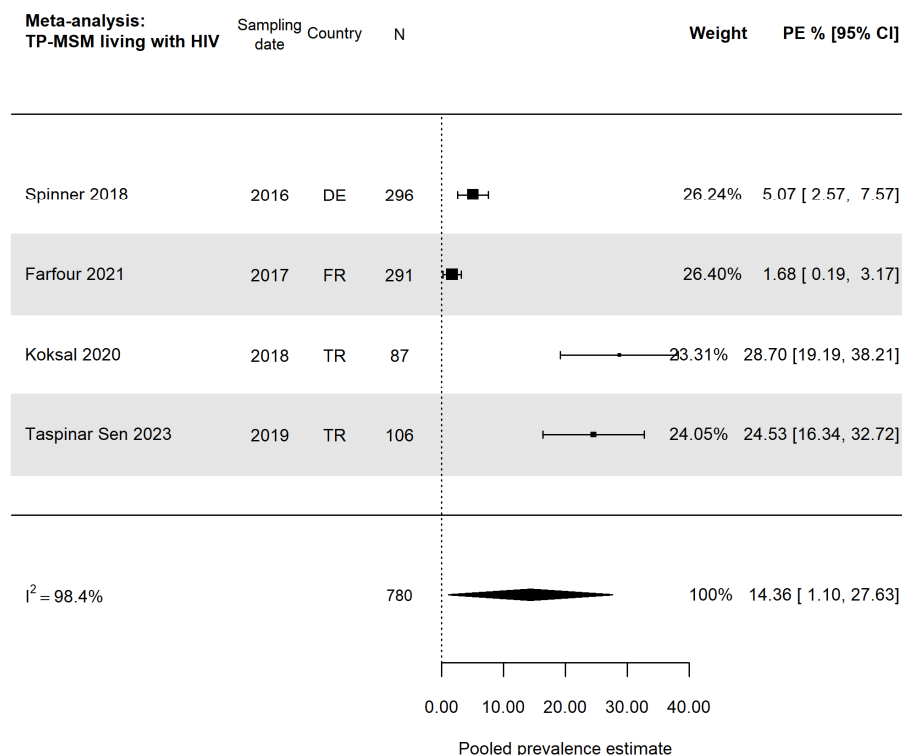 Meta-analysis:
TP-MSM living with HIV
Sampling
date
Country
N
Weight
PE % [95% CI]
Spinner 2018 2016 DE 296 26.24% 5.07 [ 2.57, 7.57]
Farfour 2021 2017 FR 291 26.40% 1.68 [ 0.19, 3.17]
Koksal 2020 2018 TR 87 23.31% 28.70 [19.19, 38.21]
Taspinar Sen 2023 2019 TR 106 24.05% 24.53 [16.34, 32.72]
I² = 98.4% 780 100% 14.36 [ 1.10, 27.63]
0.00 10.00 20.00 30.00 40.00
Pooled prevalence estimate